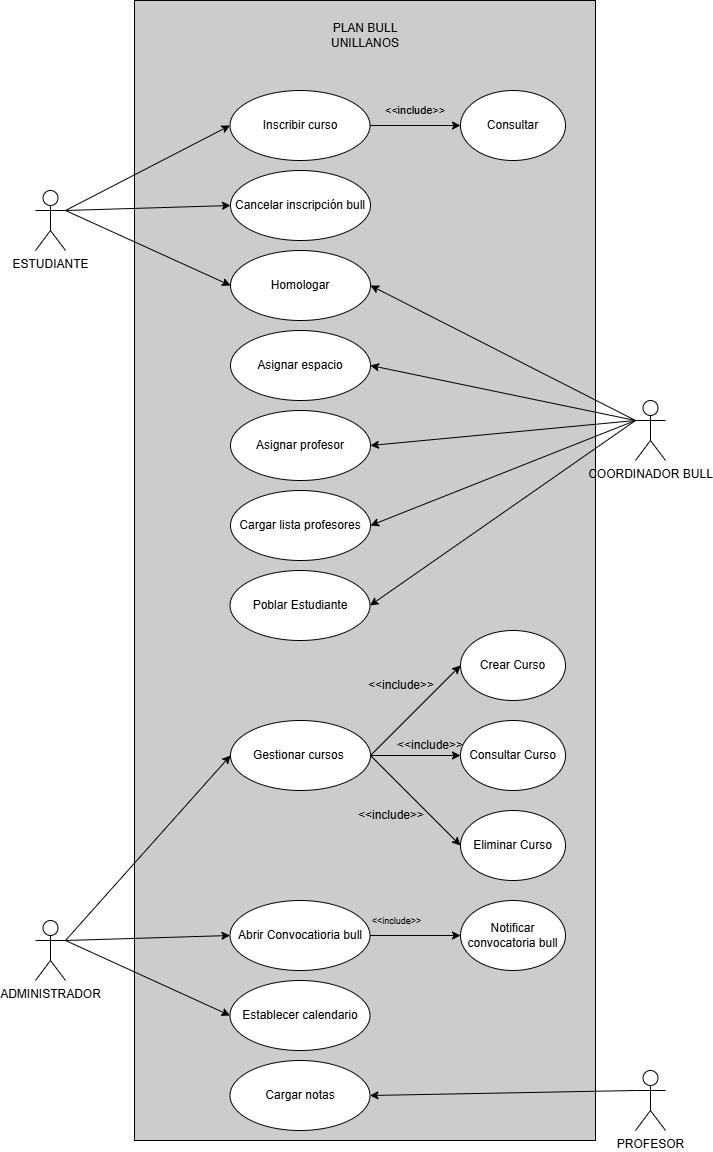 PLAN BULL
UNILLANOS
<<include>>
Inscribir curso
Consultar
Cancelar inscripción bull
ESTUDIANTE
Homologar
Asignar espacio
Asignar profesor
COORDINADOR BULL
Cargar lista profesores
Poblar Estudiante
Crear Curso
<<include>>
<<include>>
Gestionar cursos
Consultar Curso
<<include>>
Eliminar Curso
<<include>>
Abrir Convocatioria bull
Notificar
convocatoria bull
ADMINISTRADOR
Establecer calendario
Cargar notas
PROFESOR